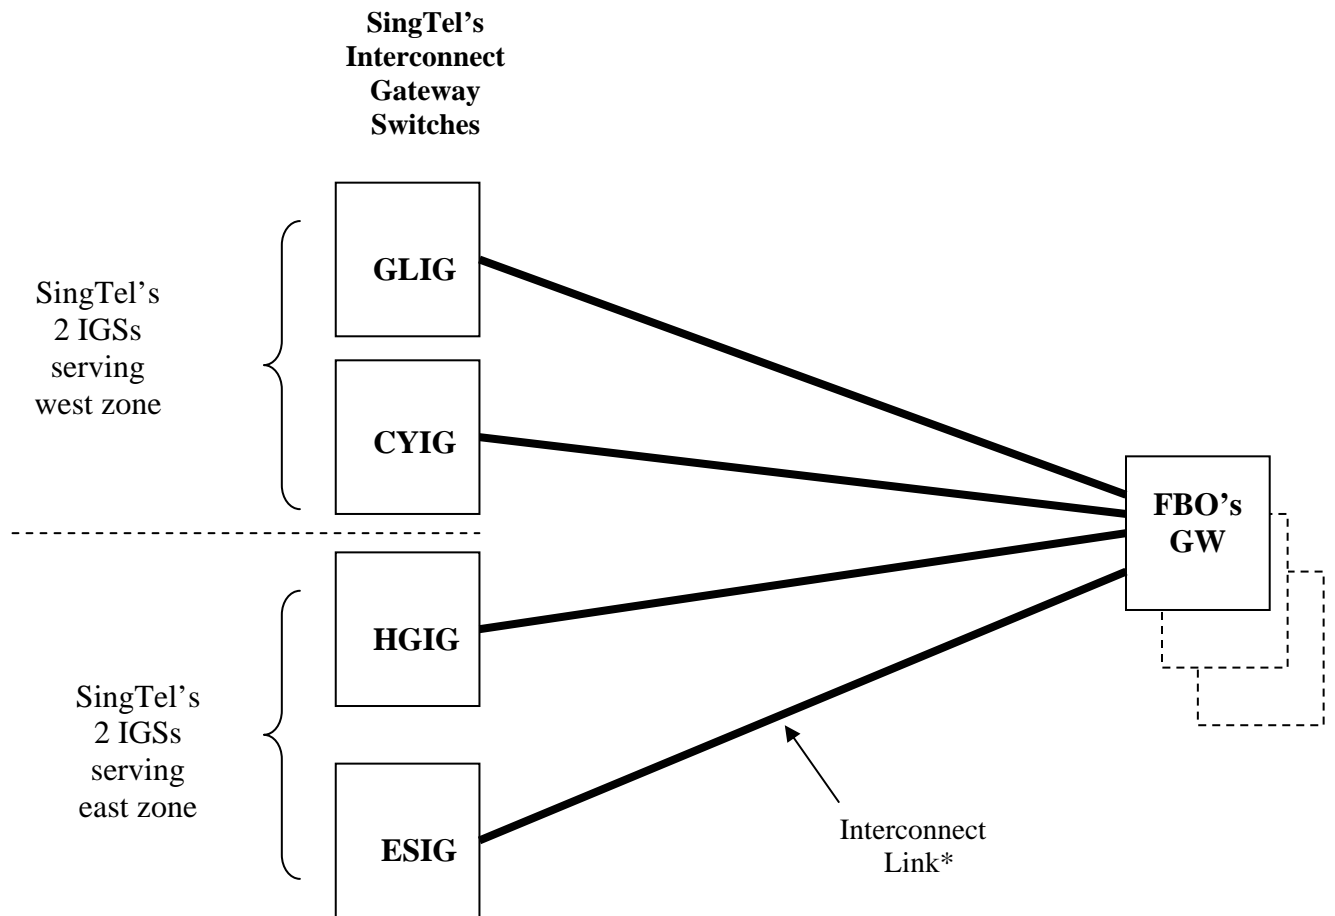 SingTel’s
Interconnect
Gateway
Switches
GLIG
SingTel’s
2 IGSs
serving
west zone
CYIG
FBO’s
GW
HGIG
SingTel’s
2 IGSs
serving
east zone
ESIG
Interconnect
Link*